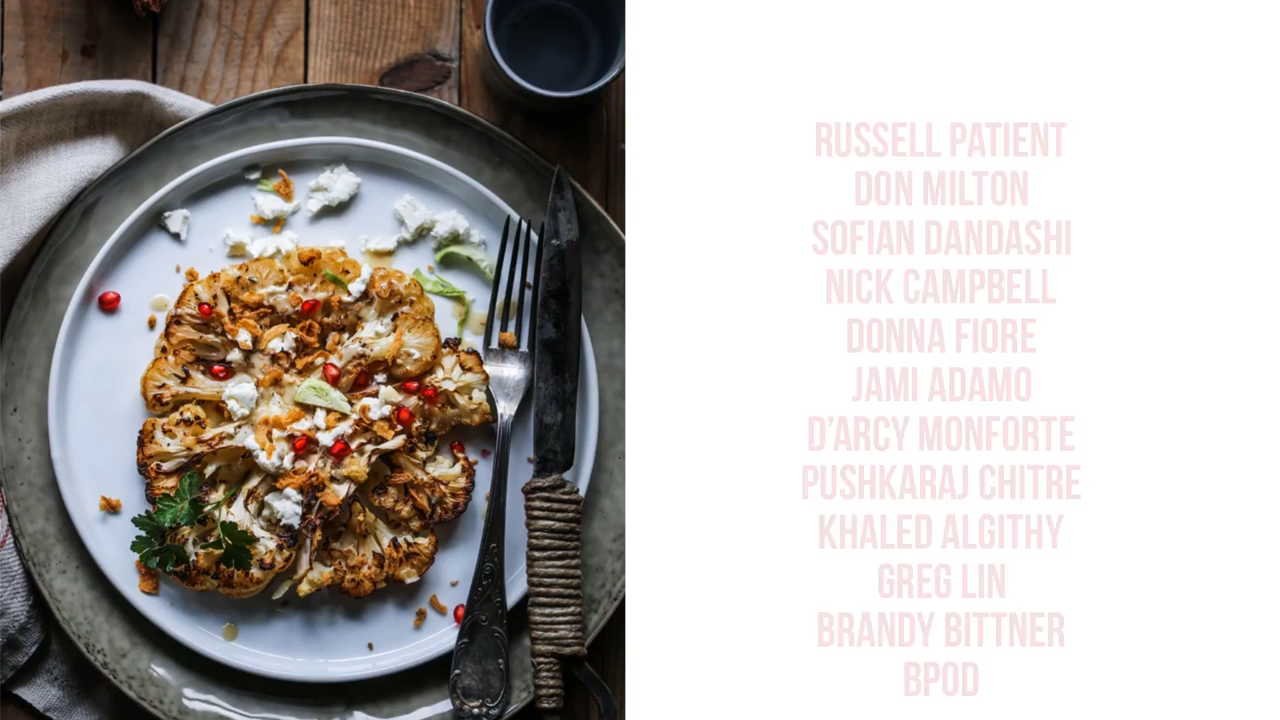 RUSSELL PATIENT
DON MILTON
SOFIAN DANDASHI
NICK CAMPBELL
DONNA FIORE
JAMI ADAMO
D’ARCY MONFORTE
PUSHKARAJ CHITRE
KHALED ALGITHY
GREG LIN
BRANDY BITTNER
BPOD